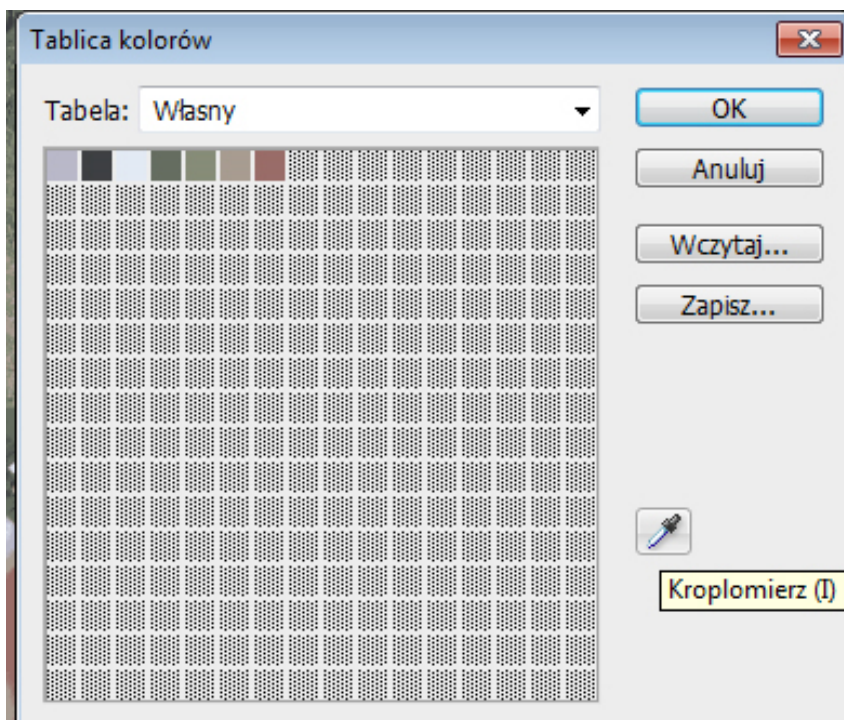 Tablica kolorów
Tabela: Własny
OK
Anuluj
Wczytaj...
Zapisz...
Kroplomierz (I)